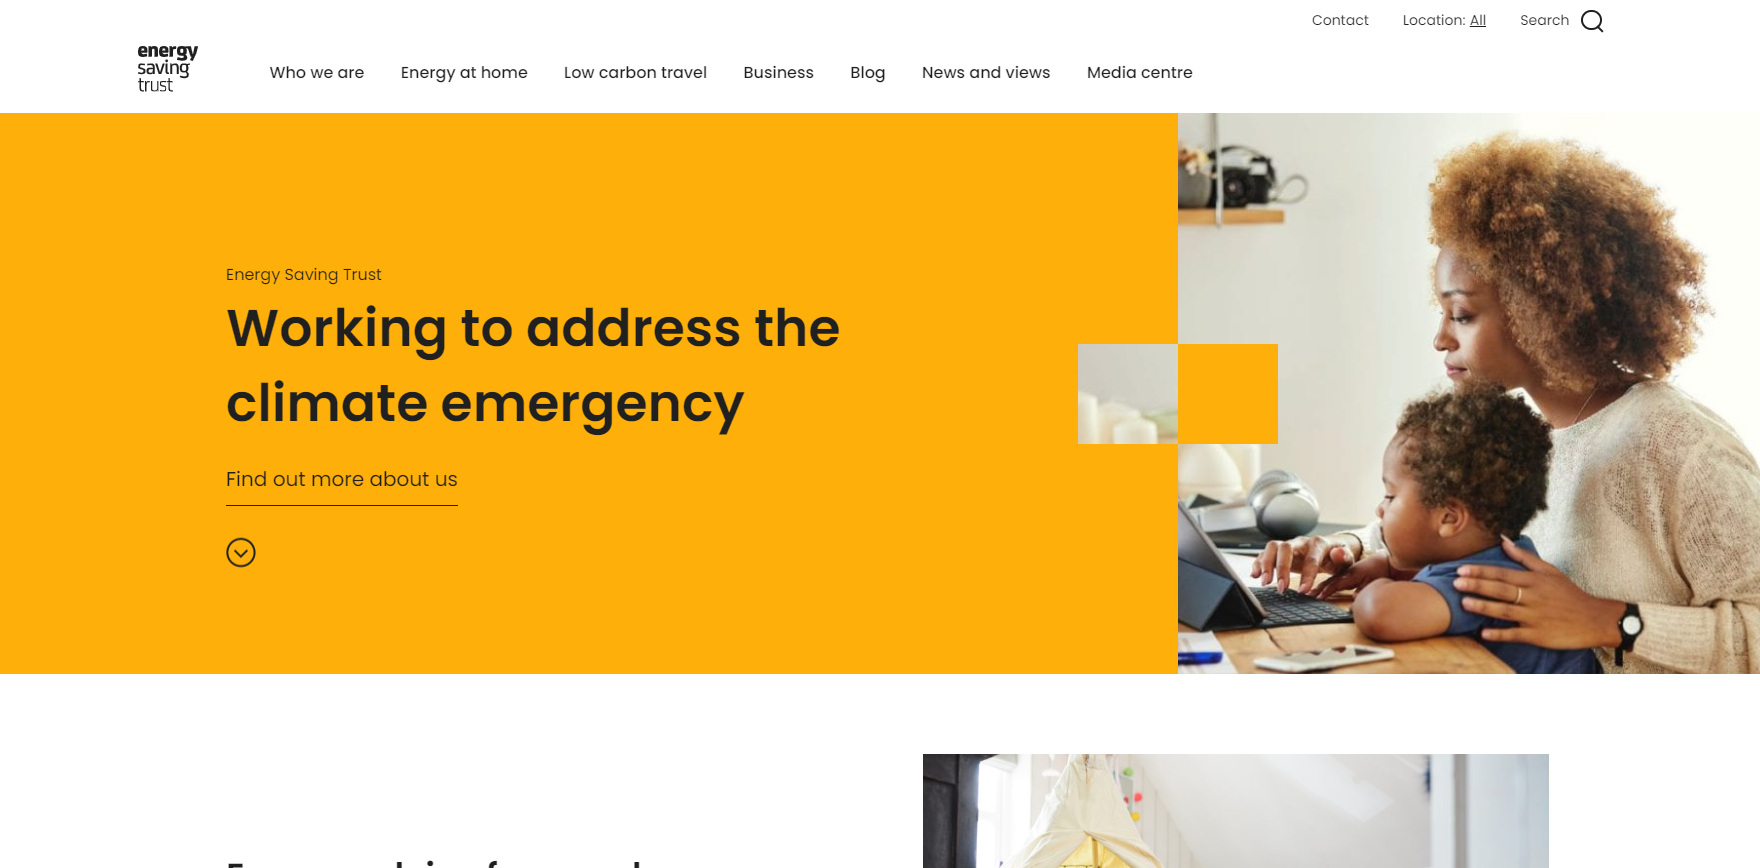 Contact Location: All Search
energy
saving
trust
Who we are Energy at home Low carbon travel Business Blog News and views Media centre
Energy Saving Trust
Working to address the
climate emergency
Find out more about us